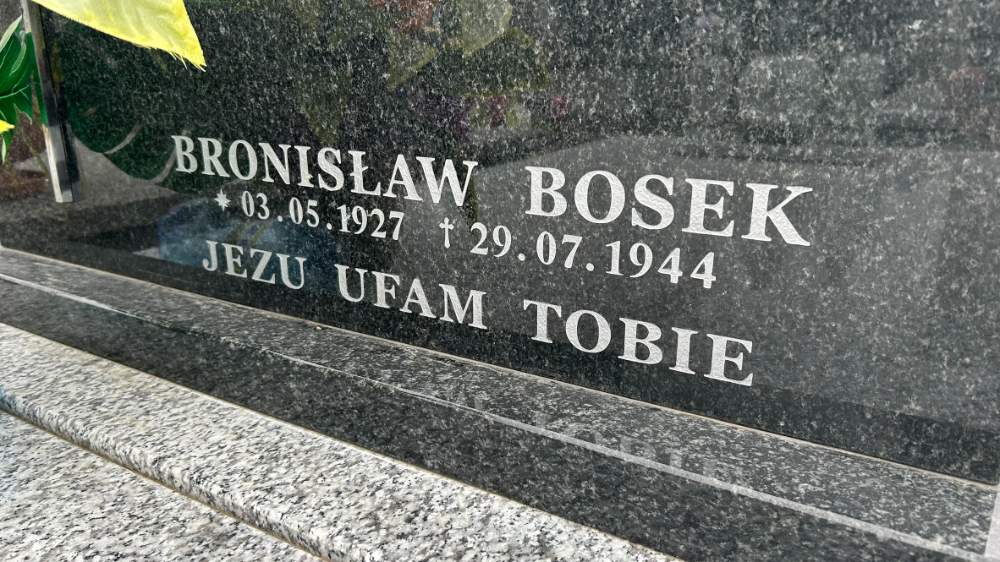 BRONISŁAW BOSEK
* 03.05.1927 † 29.07.1944
JEZU UFAM TOBIE